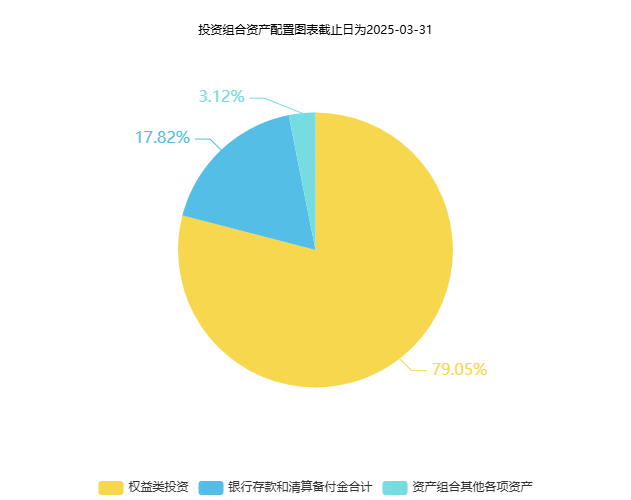 投资组合资产配置图表截止日为2025-03-31
3.12%
17.82%
79.05%
权益类投资 银行存款和清算备付金合计 资产组合其他各项资产